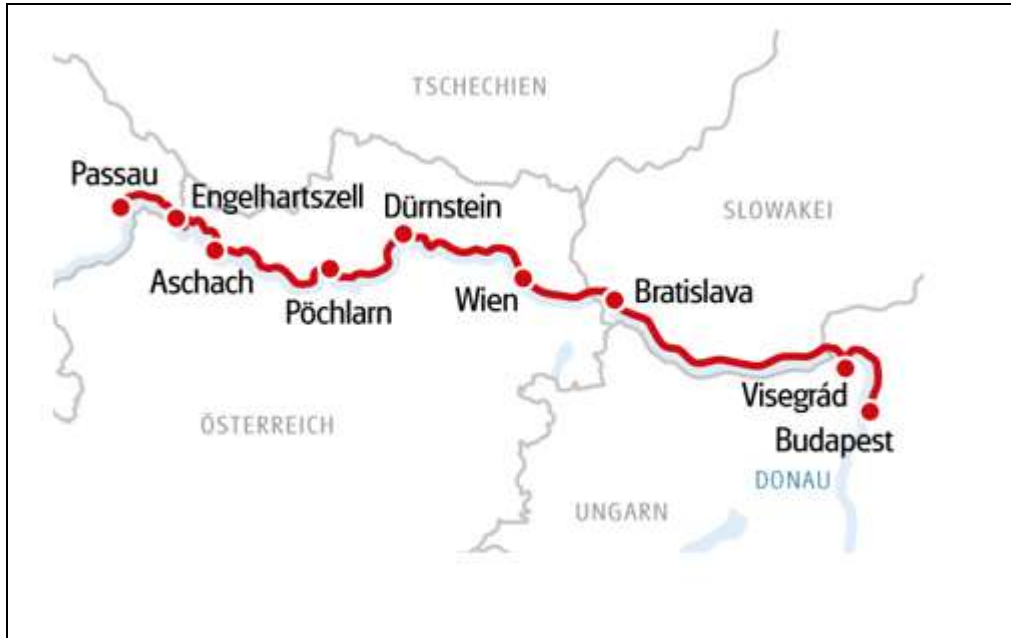 TSCHECHIEN
Passau
Engelhartszell
Dürnstein
SLOWAKEI
Aschach
Pöchlarn
Wien
Bratislava
Visegrád
ÖSTERREICH
Budapest
DONAU
UNGARN